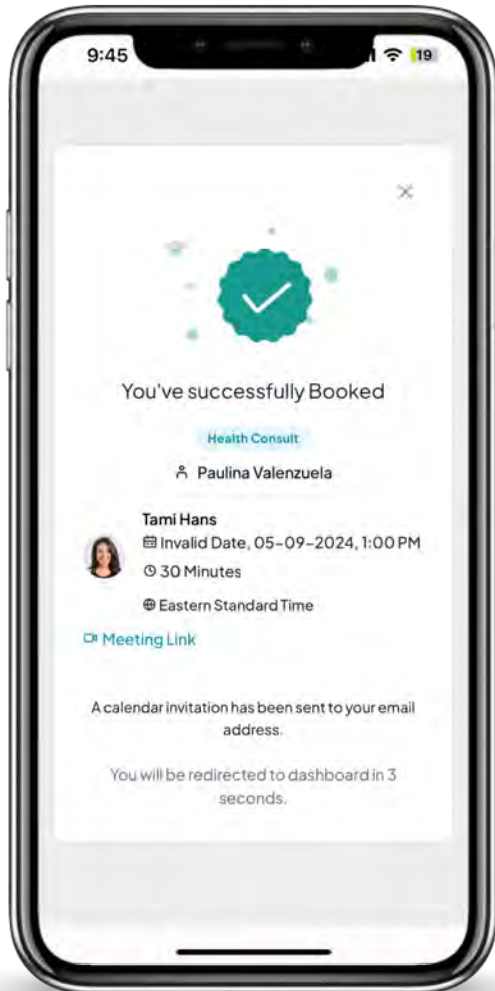 9:45
19
You've successfully Booked
Health Consult
Paulina Valenzuela
Tami Hans
Invalid Date, 05-09-2024, 1:00 PM
30 Minutes
Eastern Standard Time
Meeting Link
A calendar invitation has been sent to your email
address.
You will be redirected to dashboard in 3
seconds.